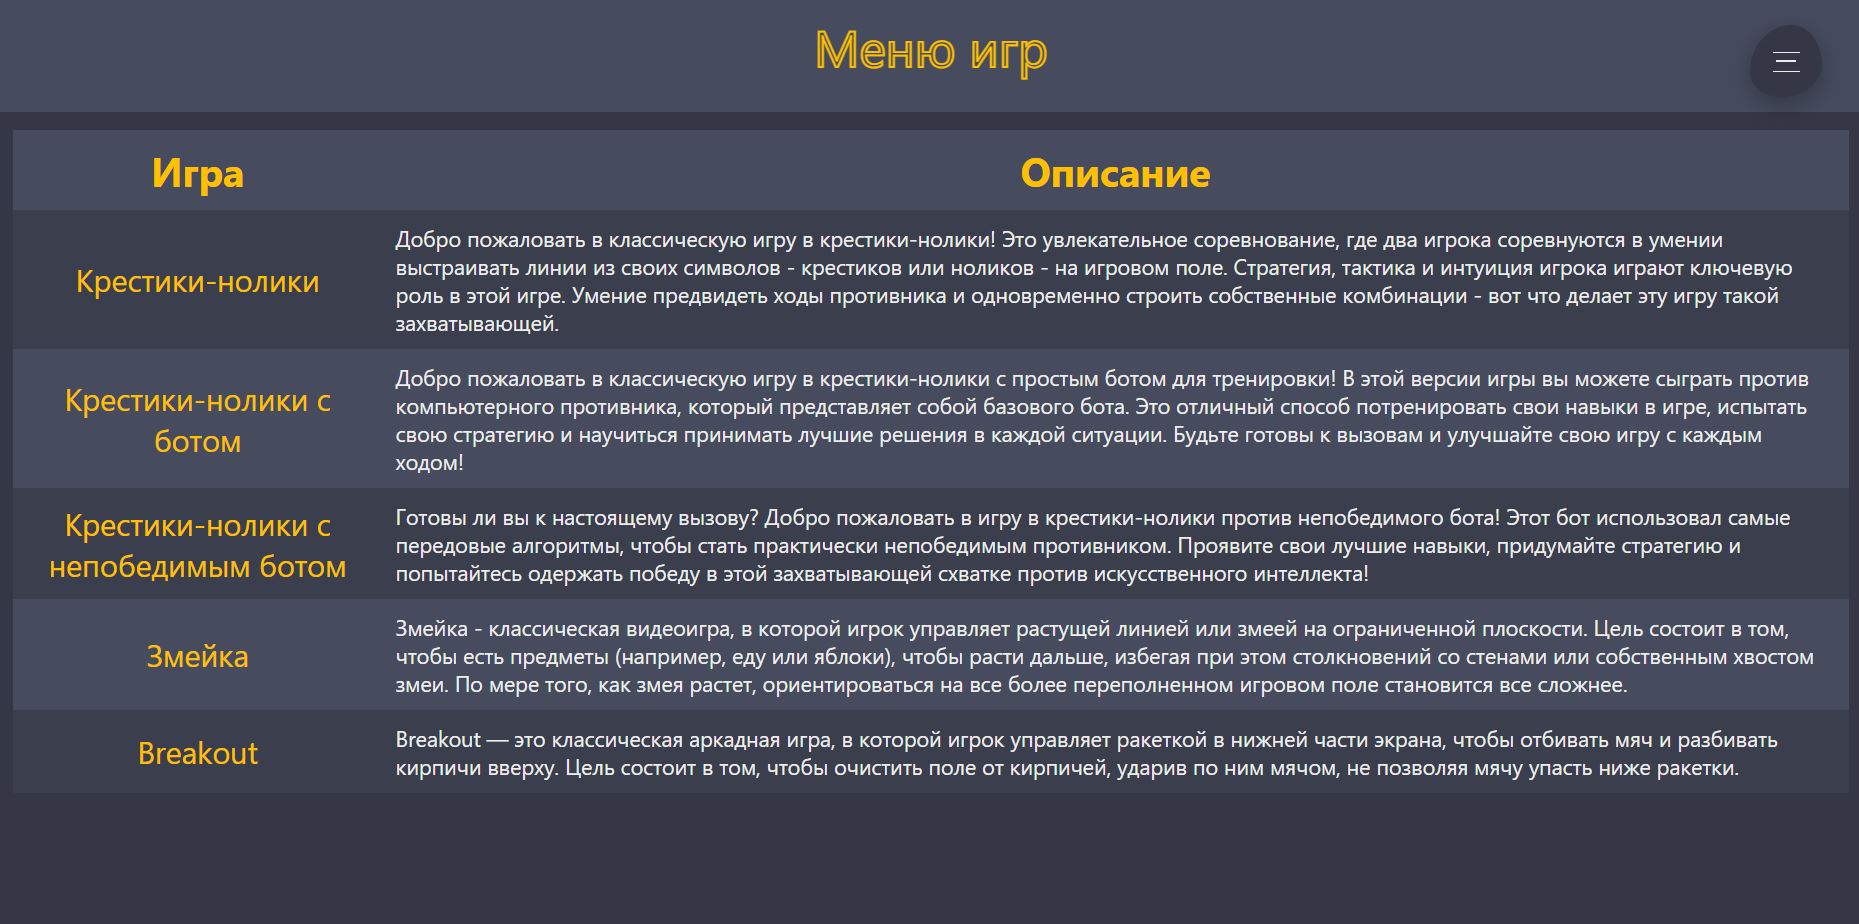 Меню игр
Игра
Описание
Крестики-нолики
Добро пожаловать в классическую игру в крестики-нолики! Это увлекательное соревнование, где два игрока соревнуются в умении
выстраивать линии из своих символов - крестиков или ноликов - на игровом поле. Стратегия, тактика и интуиция игрока играют ключевую
роль в этой игре. Умение предвидеть ходы противника и одновременно строить собственные комбинации - вот что делает эту игру такой
захватывающей.
Крестики-нолики с
ботом
Добро пожаловать в классическую игру в крестики-нолики с простым ботом для тренировки! В этой версии игры вы можете сыграть против
компьютерного противника, который представляет собой базового бота. Это отличный способ потренировать свои навыки в игре, испытать
свою стратегию и научиться принимать лучшие решения в каждой ситуации. Будьте готовы к вызовам и улучшайте свою игру с каждым
ходом!
Крестики-нолики с
непобедимым ботом
Готовы ли вы к настоящему вызову? Добро пожаловать в игру в крестики-нолики против непобедимого бота! Этот бот использовал самые
передовые алгоритмы, чтобы стать практически непобедимым противником. Проявите свои лучшие навыки, придумайте стратегию и
попытайтесь одержать победу в этой захватывающей схватке против искусственного интеллекта!
Змейка
Змейка - классическая видеоигра, в которой игрок управляет растущей линией или змеей на ограниченной плоскости. Цель состоит в том,
чтобы есть предметы (например, еду или яблоки), чтобы расти дальше, избегая при этом столкновений со стенами или собственным хвостом
змеи. По мере того, как змея растет, ориентироваться на все более переполненном игровом поле становится все сложнее.
Breakout
Breakout — это классическая аркадная игра, в которой игрок управляет ракеткой в нижней части экрана, чтобы отбивать мяч и разбивать
кирпичи вверху. Цель состоит в том, чтобы очистить поле от кирпичей, ударив по ним мячом, не позволяя мячу упасть ниже ракетки.